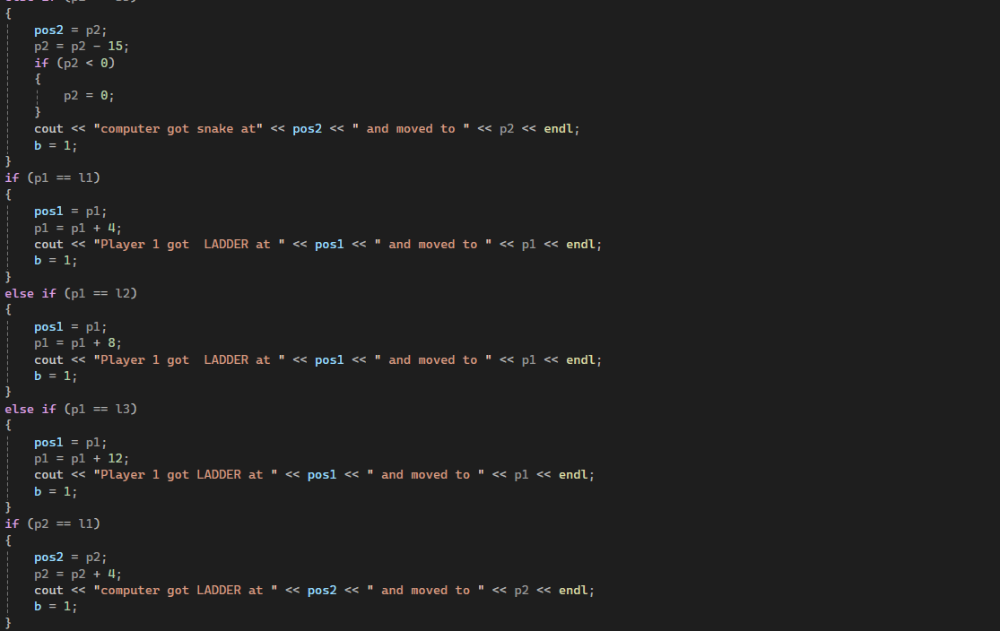 {
    pos2 = p2;
    p2 = p2 - 15;
    if (p2 < 0)
    {
        p2 = 0;
    }
    cout << "computer got snake at" << pos2 << " and moved to " << p2 << endl;
    b = 1;
}
if (p1 == l1)
{
    pos1 = p1;
    p1 = p1 + 4;
    cout << "Player 1 got  LADDER at " << pos1 << " and moved to " << p1 << endl;
    b = 1;
}
else if (p1 == l2)
{
    pos1 = p1;
    p1 = p1 + 8;
    cout << "Player 1 got  LADDER at " << pos1 << " and moved to " << p1 << endl;
    b = 1;
}
else if (p1 == l3)
{
    pos1 = p1;
    p1 = p1 + 12;
    cout << "Player 1 got LADDER at " << pos1 << " and moved to " << p1 << endl;
    b = 1;
}
if (p2 == l1)
{
    pos2 = p2;
    p2 = p2 + 4;
    cout << "computer got LADDER at " << pos2 << " and moved to " << p2 << endl;
    b = 1;
}